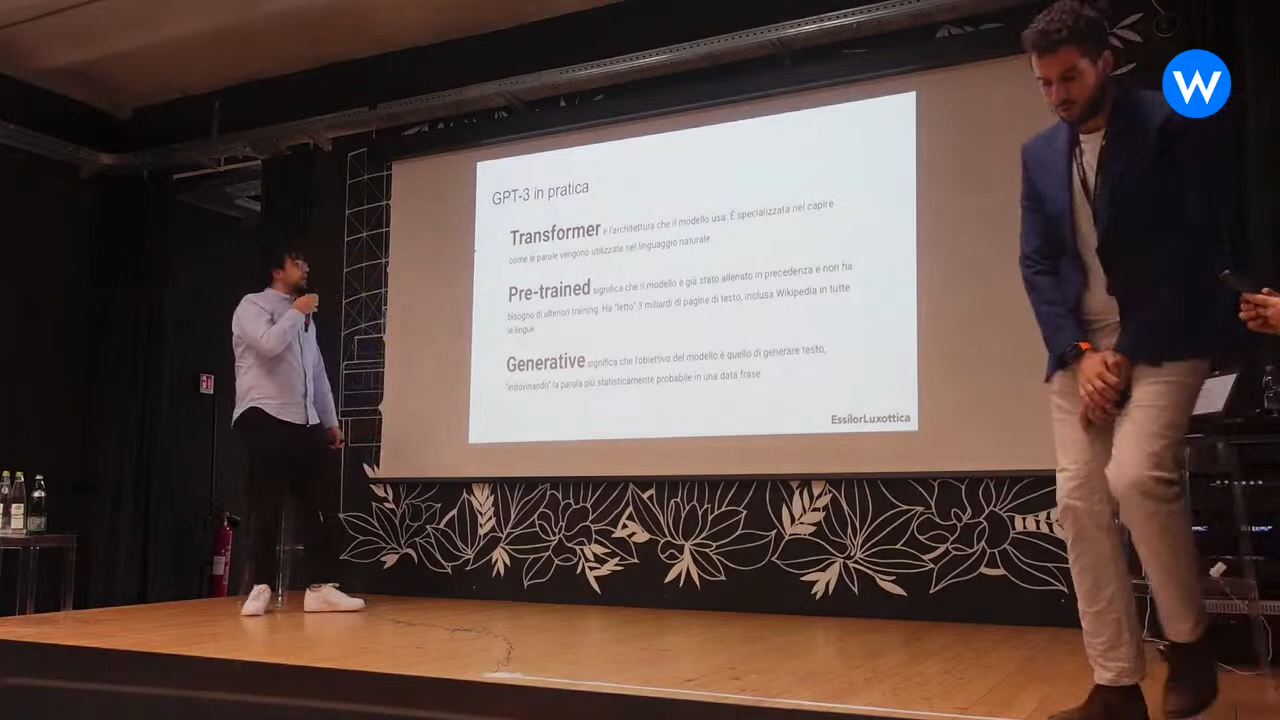 W
GPT-3 in pratica
Transformer è l'architettura che il modello usa. È specializzata nel capire
come le parole vengono utilizzate nel linguaggio naturale.
Pre-trained significa che il modello è già stato allenato in precedenza e non ha
bisogno di ulteriori training. Ha "letto" 3 miliardi di pagine di testo, inclusa Wikipedia in tutte
le lingue.
Generative significa che l'obiettivo del modello è quello di generare testo,
"indovinando" la parola più statisticamente probabile in una data frase.
EssilorLuxottica